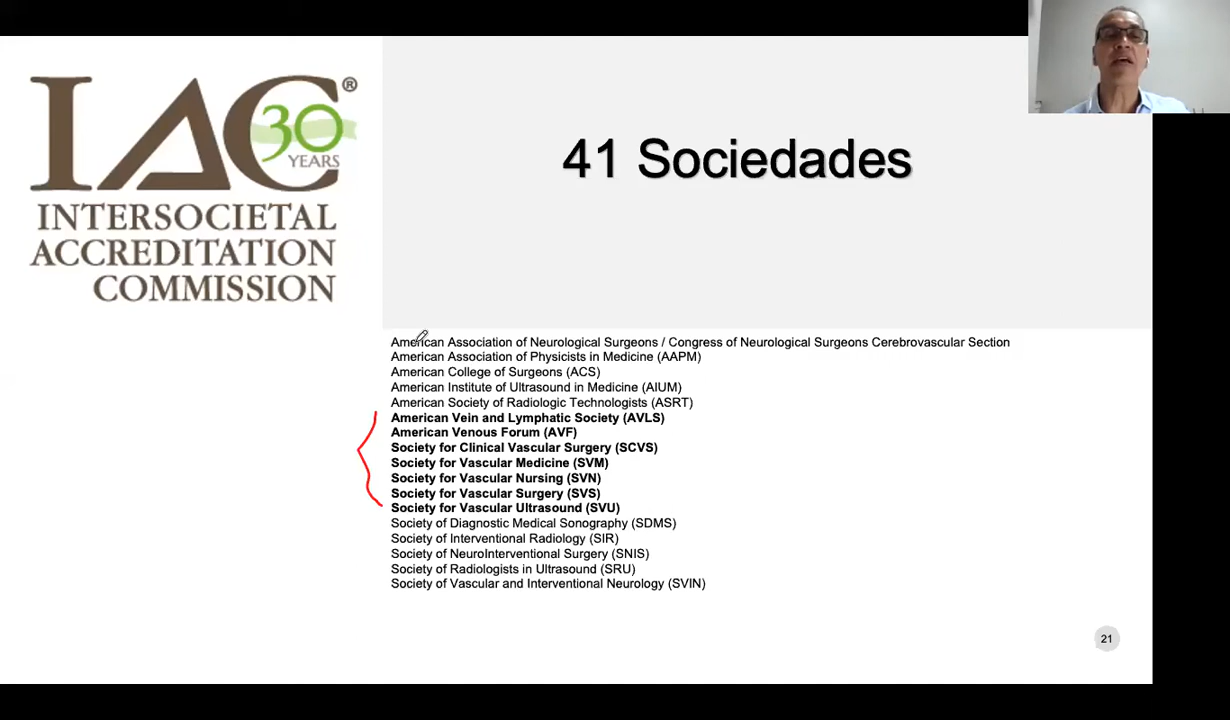 IAC®
30
YEARS
INTERSOCIETAL
ACCREDITATION
COMMISSION
41 Sociedades
American Association of Neurological Surgeons / Congress of Neurological Surgeons Cerebrovascular Section
American Association of Physicists in Medicine (AAPM)
American College of Surgeons (ACS)
American Institute of Ultrasound in Medicine (AIUM)
American Society of Radiologic Technologists (ASRT)
American Vein and Lymphatic Society (AVLS)
American Venous Forum (AVF)
Society for Clinical Vascular Surgery (SCVS)
Society for Vascular Medicine (SVM)
Society for Vascular Nursing (SVN)
Society for Vascular Surgery (SVS)
Society for Vascular Ultrasound (SVU)
Society of Diagnostic Medical Sonography (SDMS)
Society of Interventional Radiology (SIR)
Society of NeuroInterventional Surgery (SNIS)
Society of Radiologists in Ultrasound (SRU)
Society of Vascular and Interventional Neurology (SVIN)
21